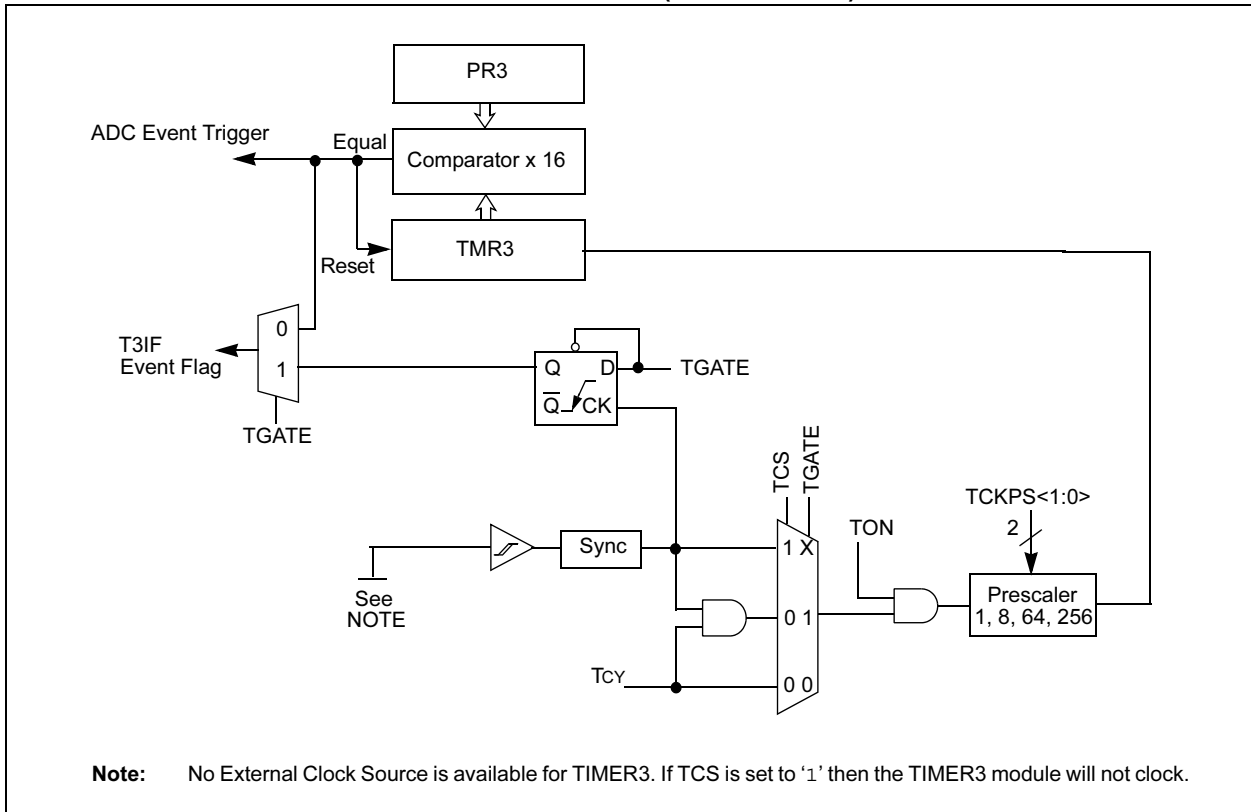 PR3
ADC Event Trigger
Equal
Comparator x 16
Reset
TMR3
0
1
T3IF
Event Flag
TGATE
Q
D
TGATE
Q
CK
TCS
TGATE
TCKPS<1:0>
2
TON
Sync
1 X
See
NOTE
0 1
Prescaler
1, 8, 64, 256
TCY
0 0
Note: No External Clock Source is available for TIMER3. If TCS is set to '1' then the TIMER3 module will not clock.